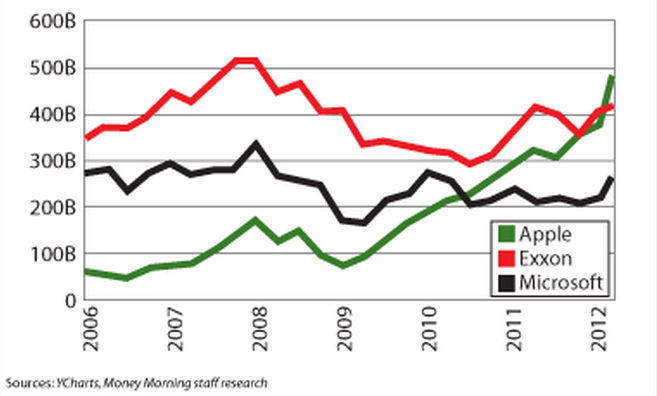 600B
500B
400B
300B
200B
100B
0
Apple
Exxon
Microsoft
2006
2007
2008
2009
2010
2011
2012
Sources: YCharts, Money Morning staff research